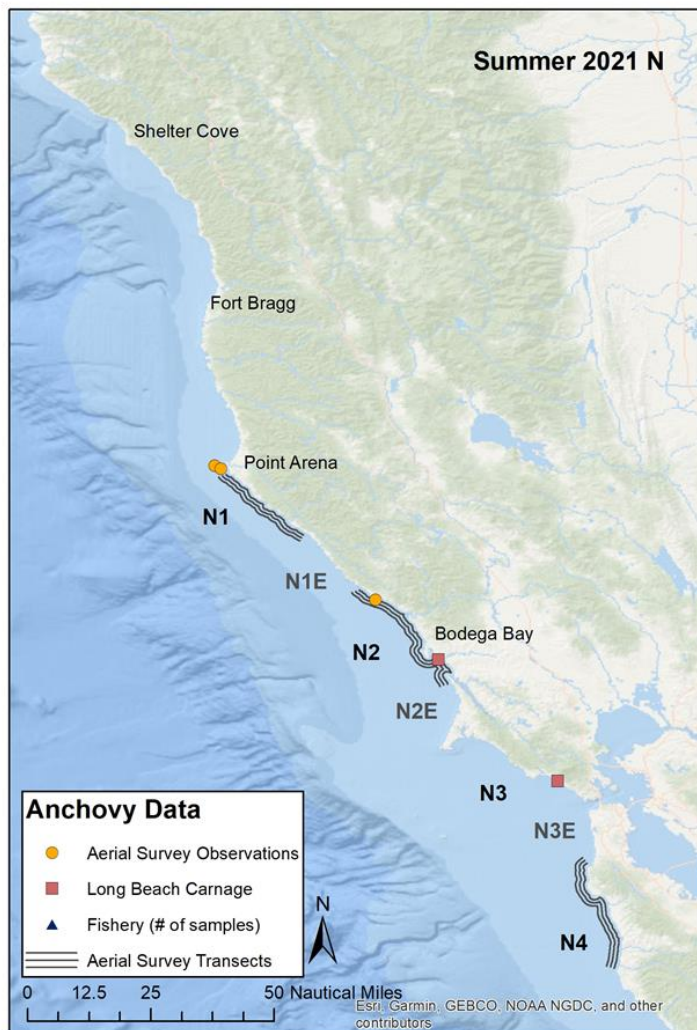 Summer 2021 N
Shelter Cove
Fort Bragg
Point Arena
N1
N1E
Bodega Bay
N2
N2E
N3
N3E
N4
Anchovy Data
Aerial Survey Observations
Long Beach Carnage
Fishery (# of samples)
Aerial Survey Transects
N
0 12.5 25 50 Nautical Miles
Esri, Garmin, GEBCO, NOAA NGDC, and other
contributors